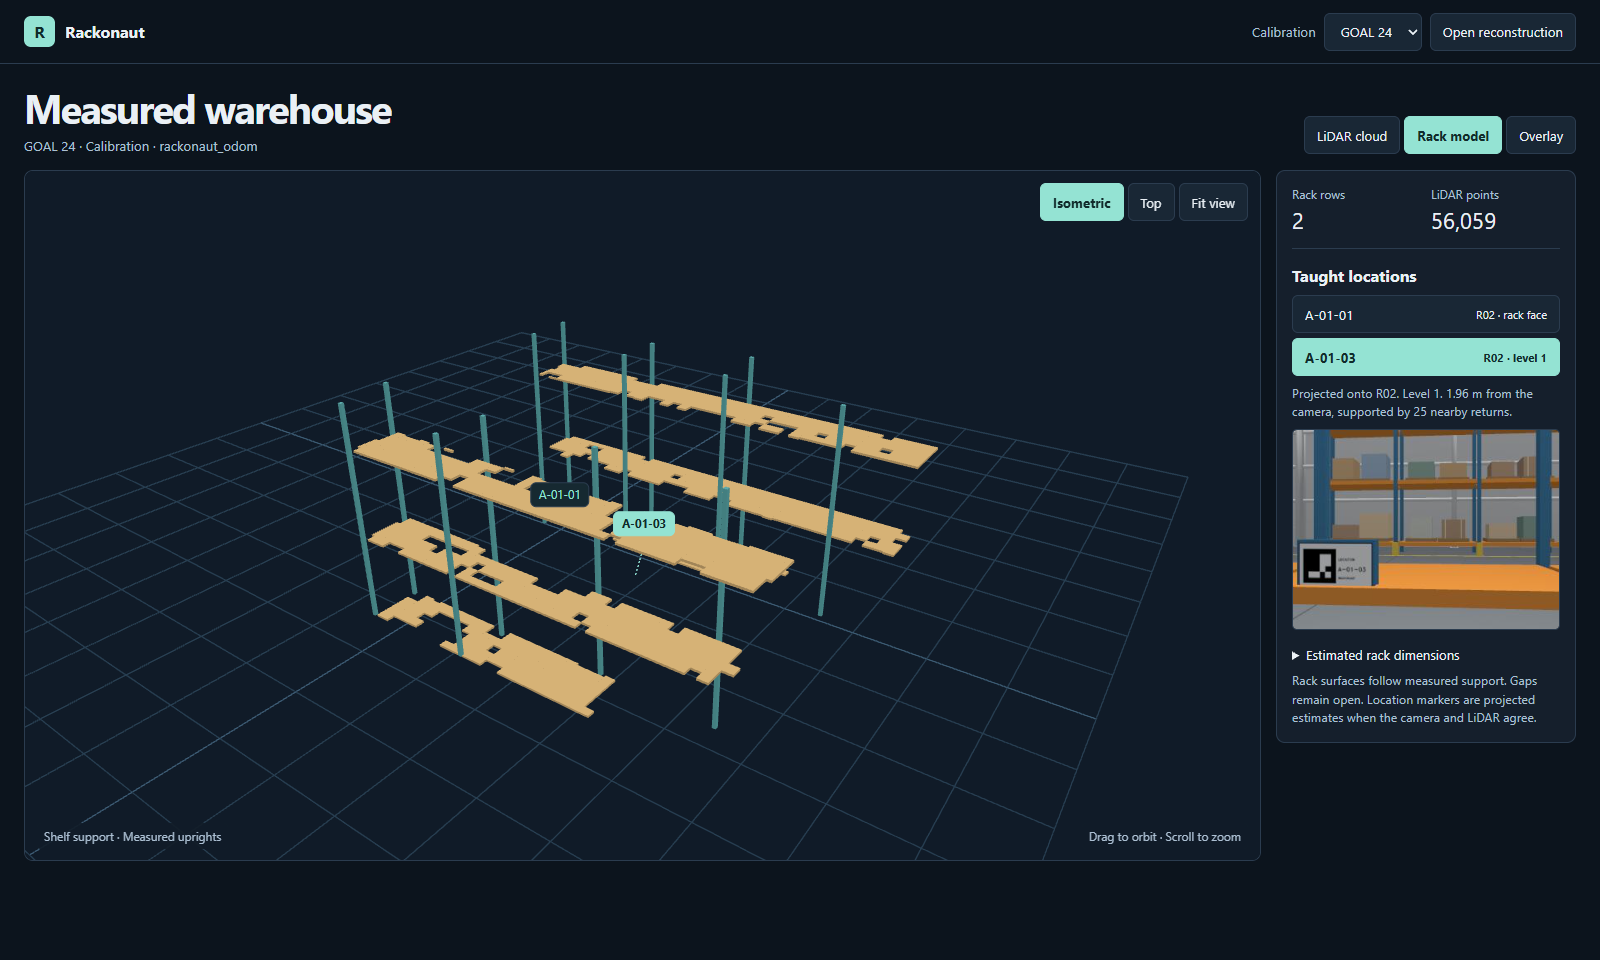 R Rackonaut
Calibration GOAL 24 Open reconstruction
Measured warehouse
GOAL 24 · Calibration · rackonaut_odom
LiDAR cloud Rack model Overlay
Isometric Top Fit view
A-01-01
A-01-03
Shelf support · Measured uprights
Drag to orbit · Scroll to zoom
Rack rows
2
LiDAR points
56,059
Taught locations
A-01-01 R02 · rack face
A-01-03 R02 · level 1
Projected onto R02. Level 1. 1.96 m from the
camera, supported by 25 nearby returns.
A-01-03
Estimated rack dimensions
Rack surfaces follow measured support. Gaps
remain open. Location markers are projected
estimates when the camera and LiDAR agree.